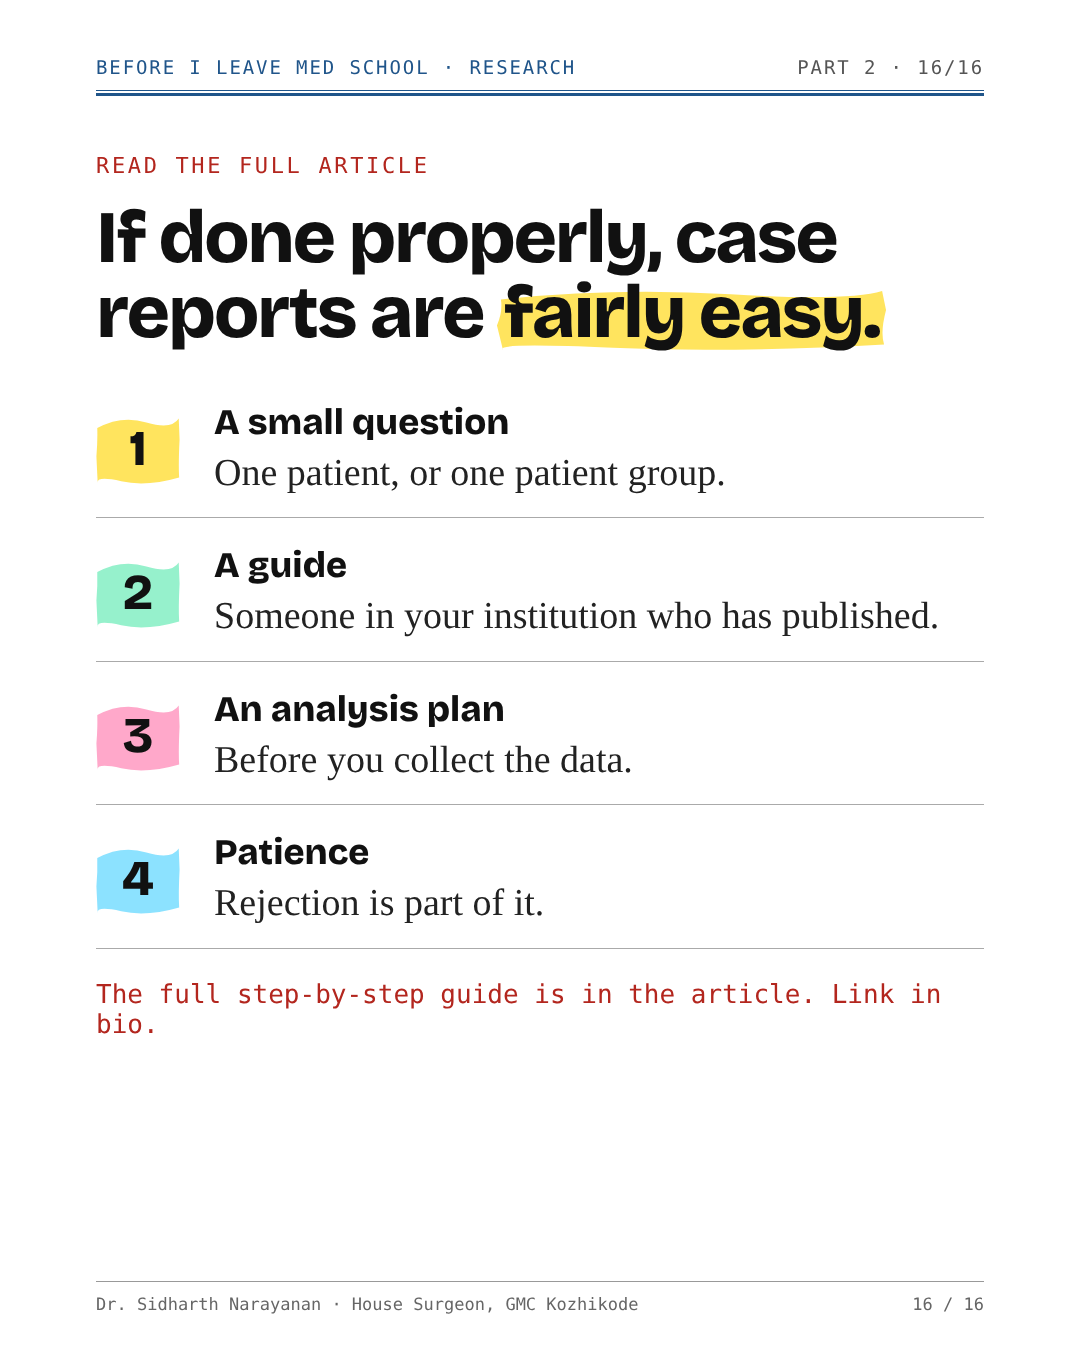 BEFORE I LEAVE MED SCHOOL · RESEARCH
PART 2 · 16/16
READ THE FULL ARTICLE
If done properly, case
reports are fairly easy.
1
A small question
One patient, or one patient group.
2
A guide
Someone in your institution who has published.
3
An analysis plan
Before you collect the data.
4
Patience
Rejection is part of it.
The full step-by-step guide is in the article. Link in
bio.
Dr. Sidharth Narayanan · House Surgeon, GMC Kozhikode
16 / 16